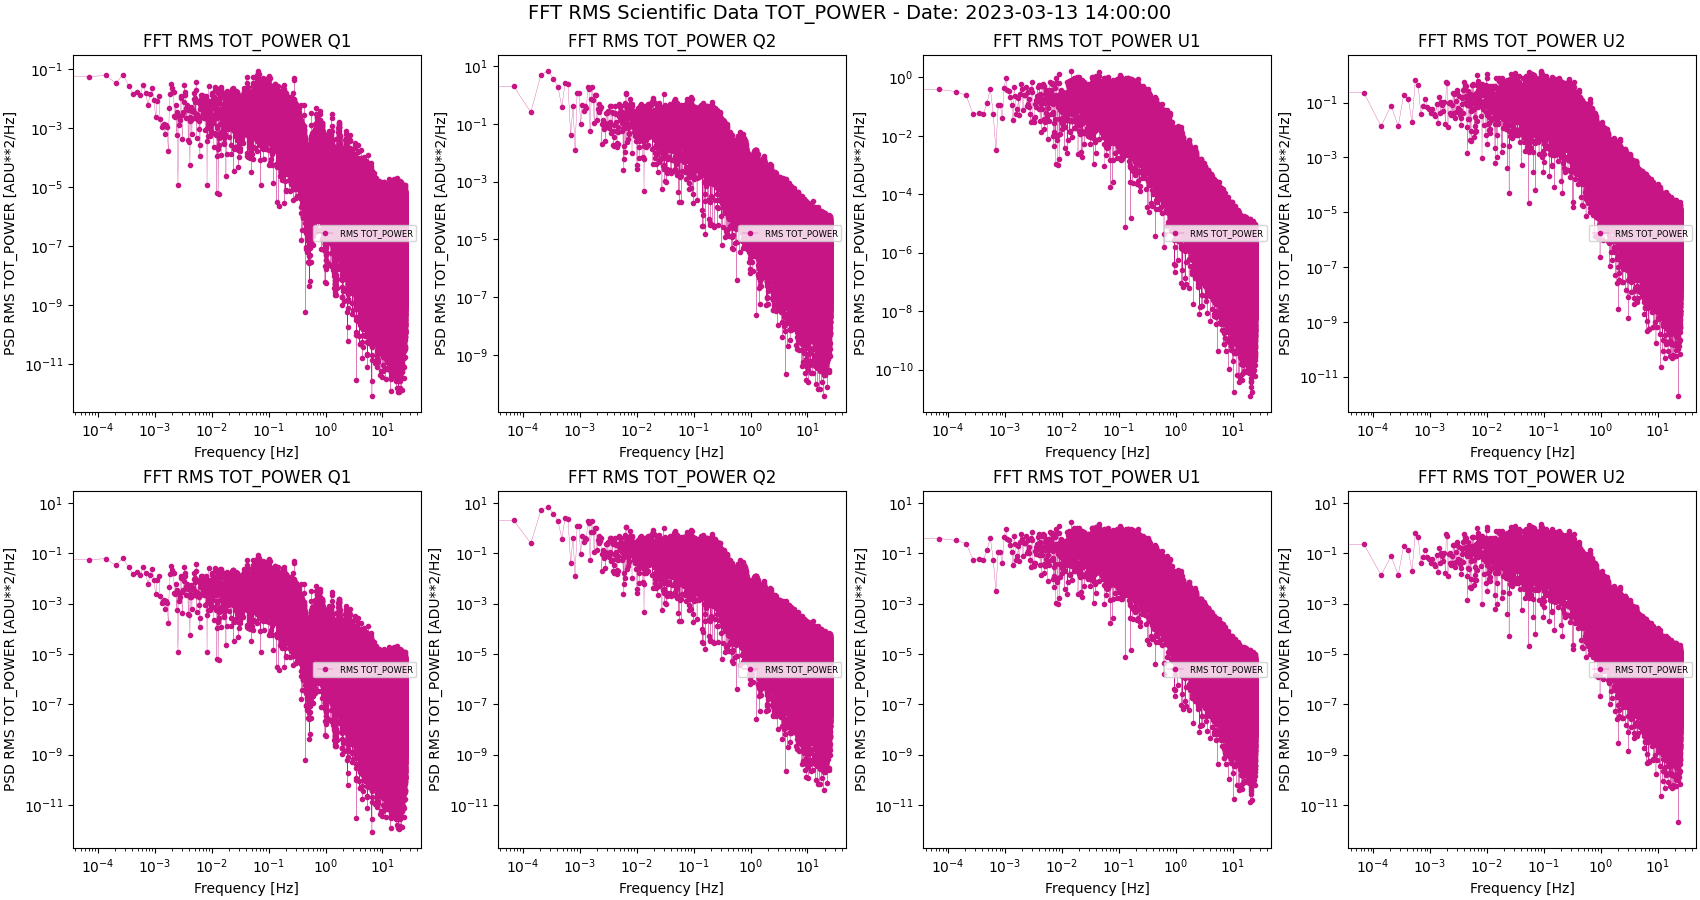 FFT RMS Scientific Data TOT_POWER - Date: 2023-03-13 14:00:00
FFT RMS TOT_POWER Q1
PSD RMS TOT_POWER [ADU**2/Hz]
10⁻¹
10⁻³
10⁻⁵
10⁻⁷
10⁻⁹
10⁻¹¹
RMS TOT_POWER
10⁻⁴ 10⁻³ 10⁻² 10⁻¹ 10⁰ 10¹
Frequency [Hz]
FFT RMS TOT_POWER Q2
PSD RMS TOT_POWER [ADU**2/Hz]
10¹
10⁻¹
10⁻³
10⁻⁵
10⁻⁷
10⁻⁹
RMS TOT_POWER
10⁻⁴ 10⁻³ 10⁻² 10⁻¹ 10⁰ 10¹
Frequency [Hz]
FFT RMS TOT_POWER U1
PSD RMS TOT_POWER [ADU**2/Hz]
10⁰
10⁻²
10⁻⁴
10⁻⁶
10⁻⁸
10⁻¹⁰
RMS TOT_POWER
10⁻⁴ 10⁻³ 10⁻² 10⁻¹ 10⁰ 10¹
Frequency [Hz]
FFT RMS TOT_POWER U2
PSD RMS TOT_POWER [ADU**2/Hz]
10⁻¹
10⁻³
10⁻⁵
10⁻⁷
10⁻⁹
10⁻¹¹
RMS TOT_POWER
10⁻⁴ 10⁻³ 10⁻² 10⁻¹ 10⁰ 10¹
Frequency [Hz]
FFT RMS TOT_POWER Q1
PSD RMS TOT_POWER [ADU**2/Hz]
10¹
10⁻¹
10⁻³
10⁻⁵
10⁻⁷
10⁻⁹
10⁻¹¹
RMS TOT_POWER
10⁻⁴ 10⁻³ 10⁻² 10⁻¹ 10⁰ 10¹
Frequency [Hz]
FFT RMS TOT_POWER Q2
PSD RMS TOT_POWER [ADU**2/Hz]
10¹
10⁻¹
10⁻³
10⁻⁵
10⁻⁷
10⁻⁹
10⁻¹¹
RMS TOT_POWER
10⁻⁴ 10⁻³ 10⁻² 10⁻¹ 10⁰ 10¹
Frequency [Hz]
FFT RMS TOT_POWER U1
PSD RMS TOT_POWER [ADU**2/Hz]
10¹
10⁻¹
10⁻³
10⁻⁵
10⁻⁷
10⁻⁹
10⁻¹¹
RMS TOT_POWER
10⁻⁴ 10⁻³ 10⁻² 10⁻¹ 10⁰ 10¹
Frequency [Hz]
FFT RMS TOT_POWER U2
PSD RMS TOT_POWER [ADU**2/Hz]
10¹
10⁻¹
10⁻³
10⁻⁵
10⁻⁷
10⁻⁹
10⁻¹¹
RMS TOT_POWER
10⁻⁴ 10⁻³ 10⁻² 10⁻¹ 10⁰ 10¹
Frequency [Hz]